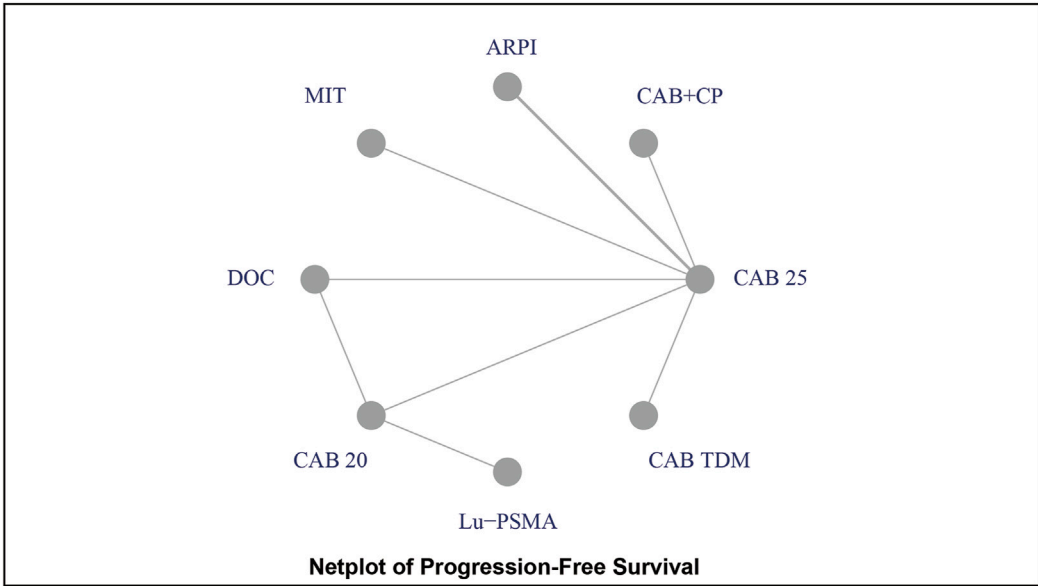 ARPI
MIT
CAB+CP
DOC
CAB 25
CAB 20
CAB TDM
Lu−PSMA
Netplot of Progression-Free Survival